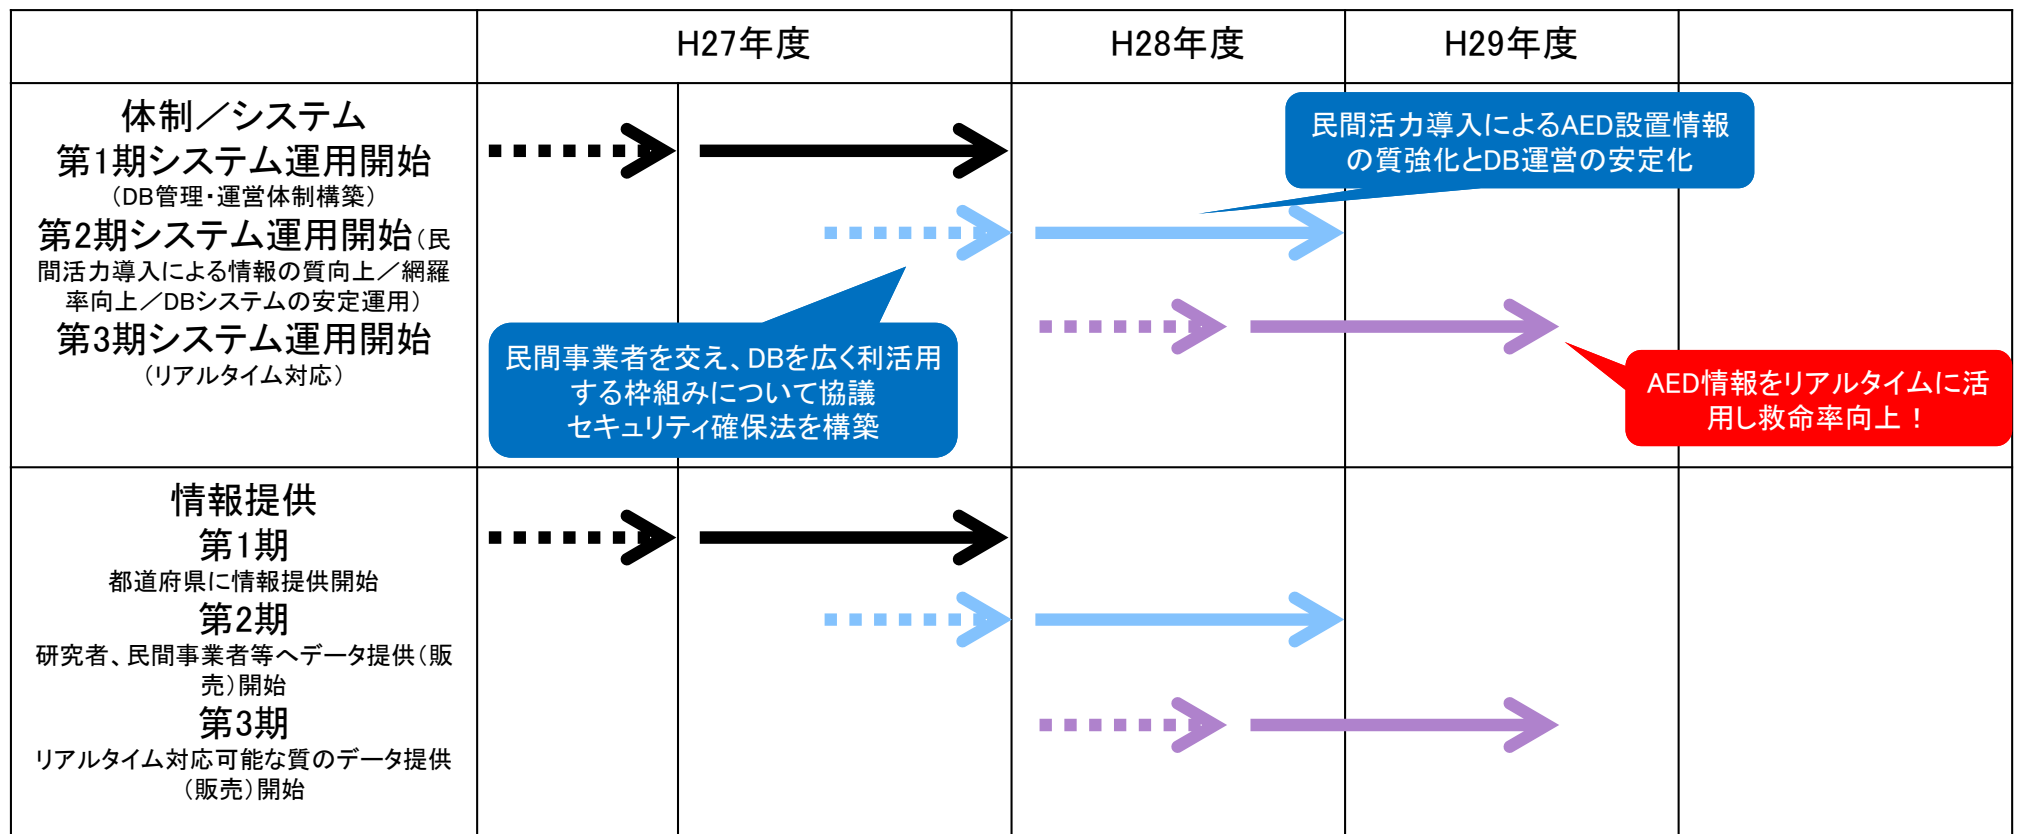 H27年度
H28年度
H29年度
体制／システム
第1期システム運用開始
（DB管理・運営体制構築）
第2期システム運用開始（民
間活力導入による情報の質向上／網羅
率向上／DBシステムの安定運用）
第3期システム運用開始
（リアルタイム対応）
民間活力導入によるAED設置情報
の質強化とDB運営の安定化
民間事業者を交え、DBを広く利活用
する枠組みについて協議
セキュリティ確保法を構築
AED情報をリアルタイムに活
用し救命率向上！
情報提供
第1期
都道府県に情報提供開始
第2期
研究者、民間事業者等へデータ提供（販
売）開始
第3期
リアルタイム対応可能な質のデータ提供
（販売）開始